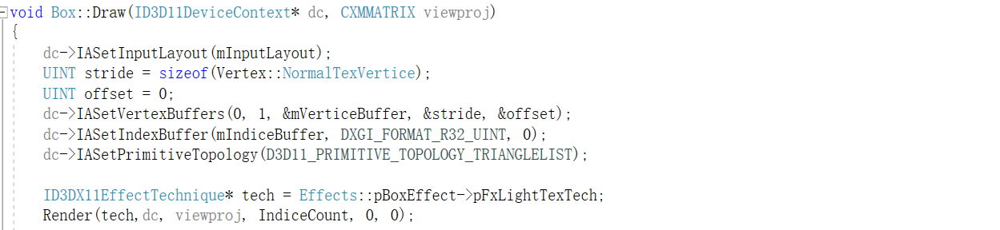 void Box::Draw(ID3D11DeviceContext* dc, CXMMATRIX viewproj)
{
    dc->IASetInputLayout(mInputLayout);
    UINT stride = sizeof(Vertex::NormalTexVertice);
    UINT offset = 0;
    dc->IASetVertexBuffers(0, 1, &mVerticeBuffer, &stride, &offset);
    dc->IASetIndexBuffer(mIndiceBuffer, DXGI_FORMAT_R32_UINT, 0);
    dc->IASetPrimitiveTopology(D3D11_PRIMITIVE_TOPOLOGY_TRIANGLELIST);

    ID3DX11EffectTechnique* tech = Effects::pBoxEffect->pFxLightTexTech;
    Render(tech,dc, viewproj, IndiceCount, 0, 0);